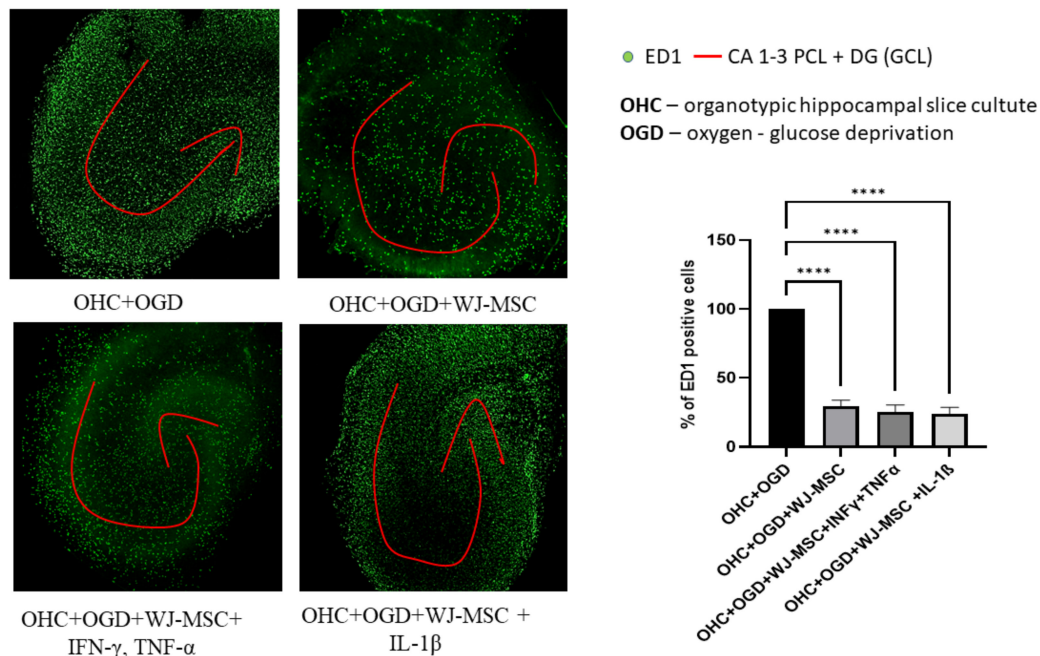 OHC+OGD
OHC+OGD+WJ-MSC
OHC+OGD+WJ-MSC+
IFN-γ, TNF-α
OHC+OGD+WJ-MSC +
IL-1β
ED1
CA 1-3 PCL + DG (GCL)
OHC – organotypic hippocampal slice cultute
OGD – oxygen - glucose deprivation
****
****
****
150
100
50
0
% of ED1 positive cells
OHC+OGD
OHC+OGD+WJ-MSC
OHC+OGD+WJ-MSC+INFγ+TNFα
OHC+OGD+WJ-MSC +IL-1ß